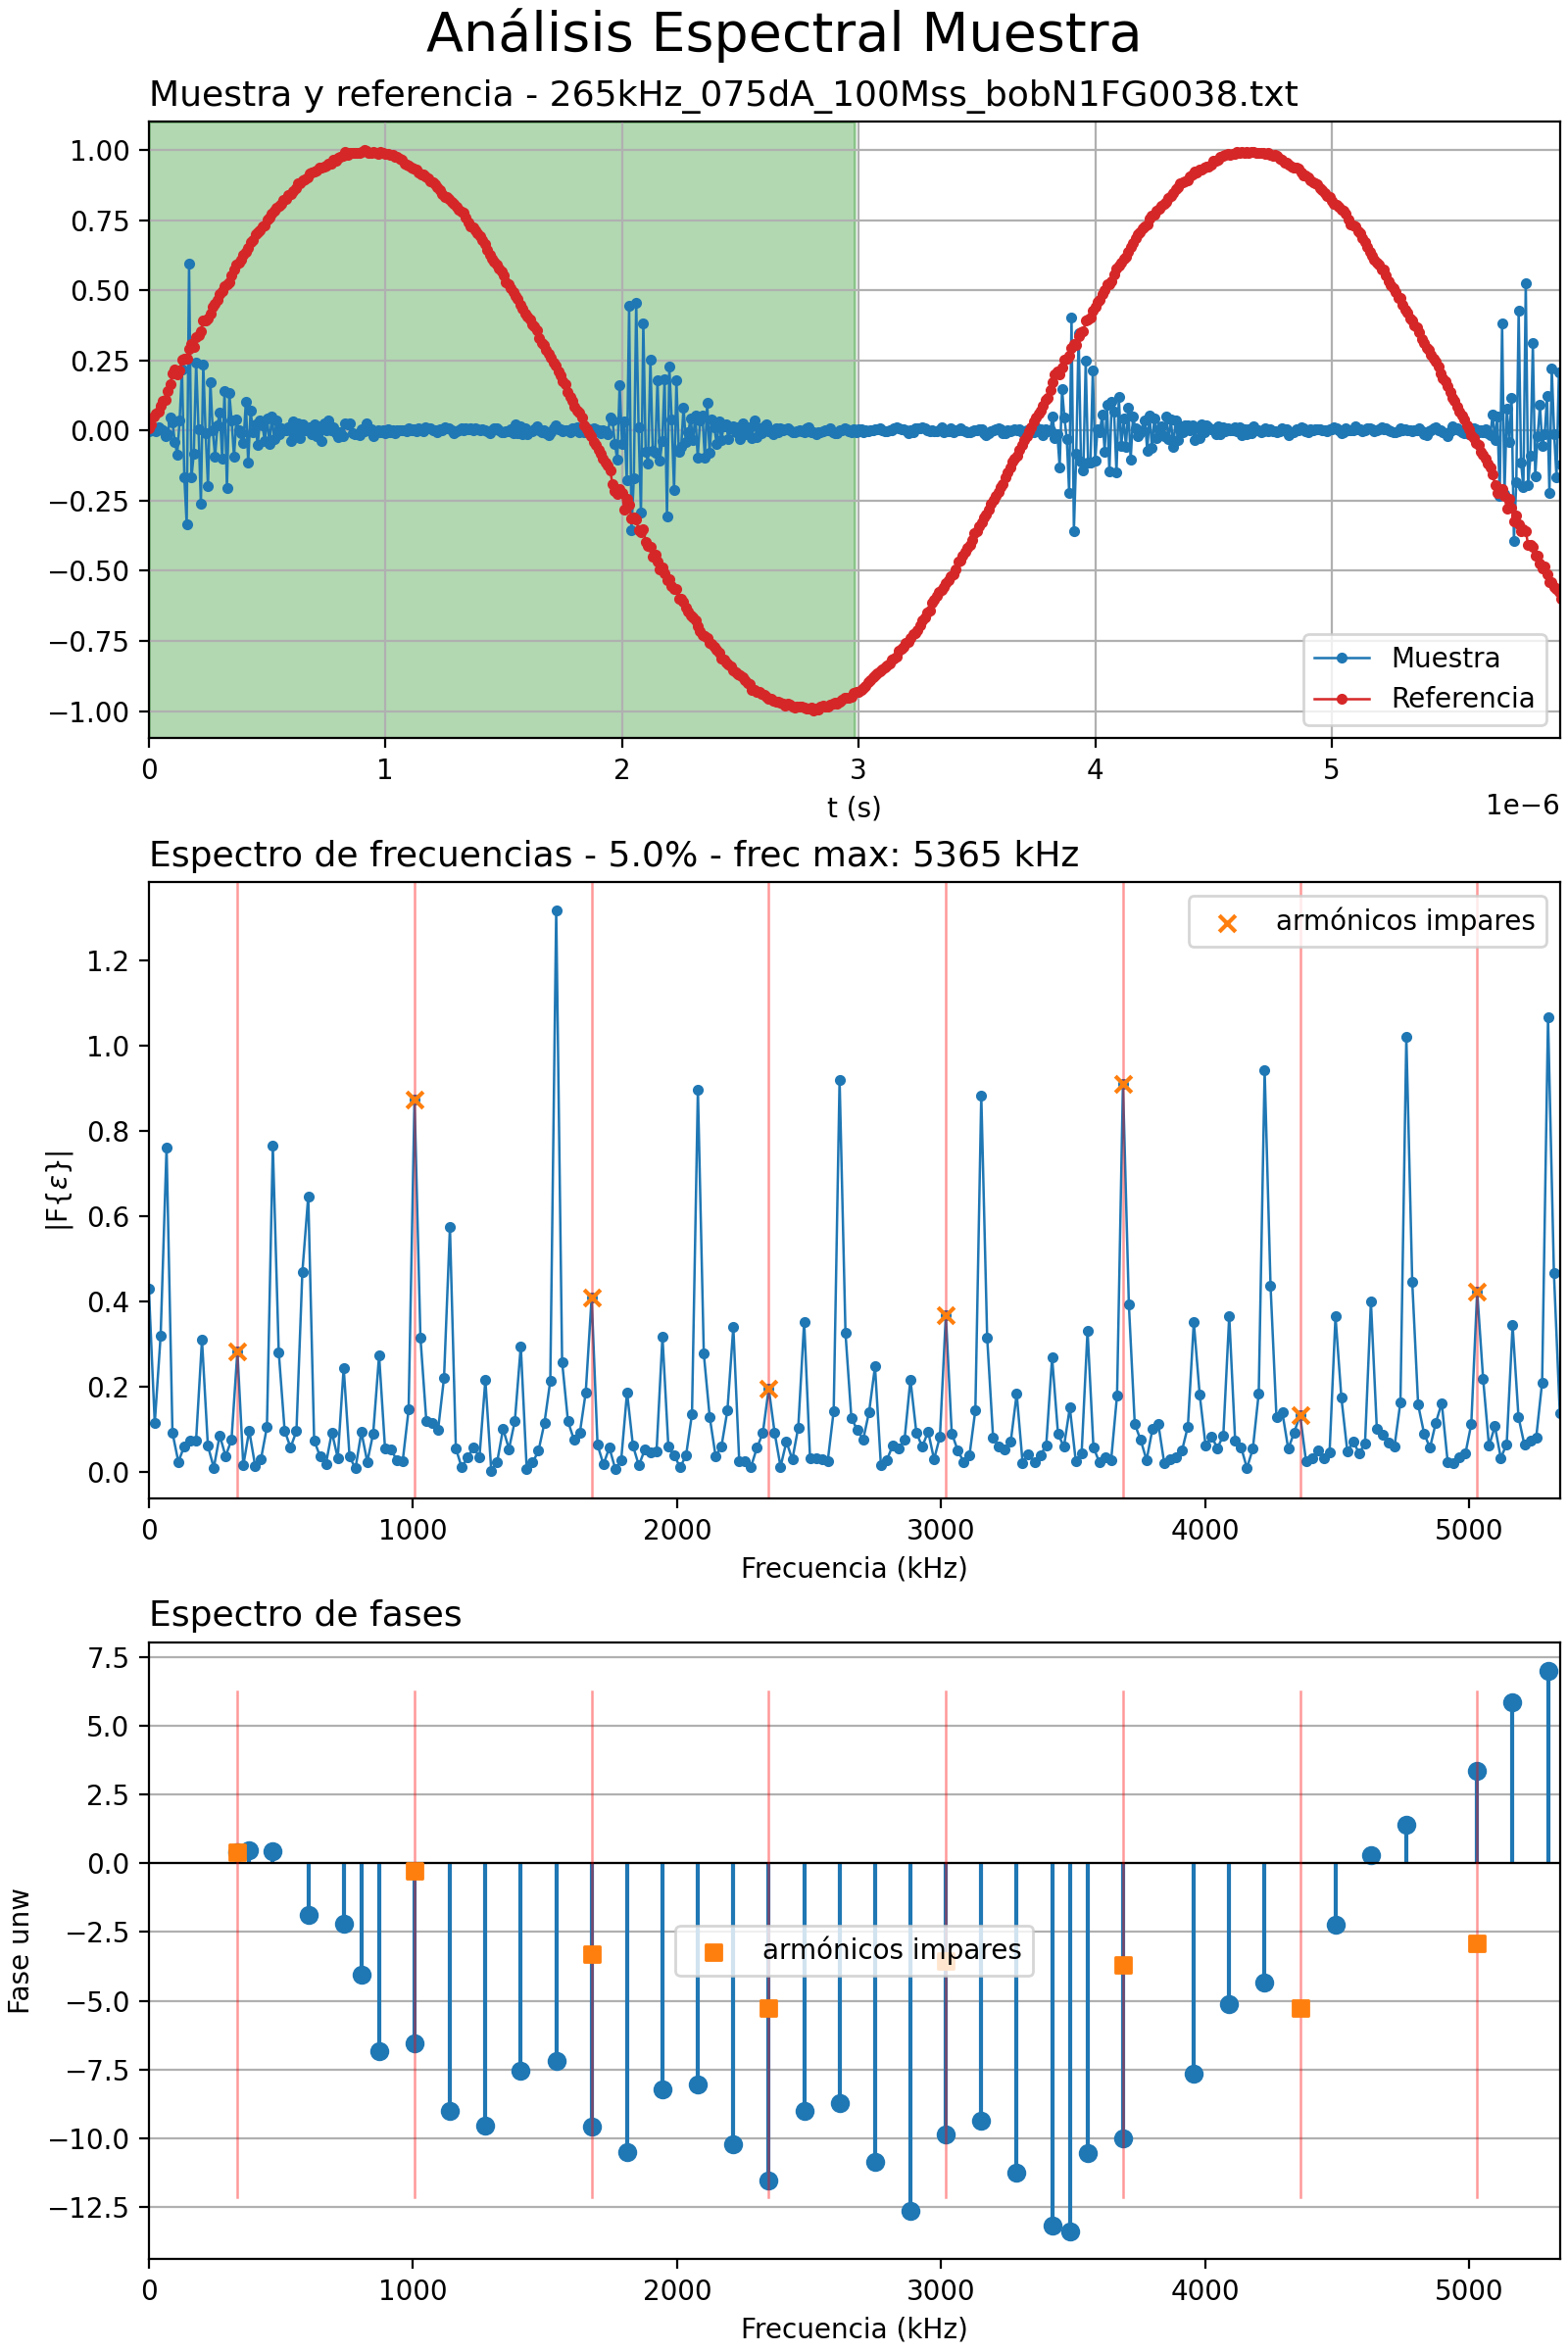 Análisis Espectral Muestra
Muestra y referencia - 265kHz_075dA_100Mss_bobN1FG0038.txt
1.00
0.75
0.50
0.25
0.00
−0.25
−0.50
−0.75
−1.00
Muestra
Referencia
0 1 2 3 4 5
t (s)
1e−6
Espectro de frecuencias - 5.0% - frec max: 5365 kHz
armónicos impares
1.2
1.0
0.8
0.6
0.4
0.2
0.0
|F{ε}|
0 1000 2000 3000 4000 5000
Frecuencia (kHz)
Espectro de fases
7.5
5.0
2.5
0.0
−2.5
−5.0
−7.5
−10.0
−12.5
Fase unw
armónicos impares
0 1000 2000 3000 4000 5000
Frecuencia (kHz)